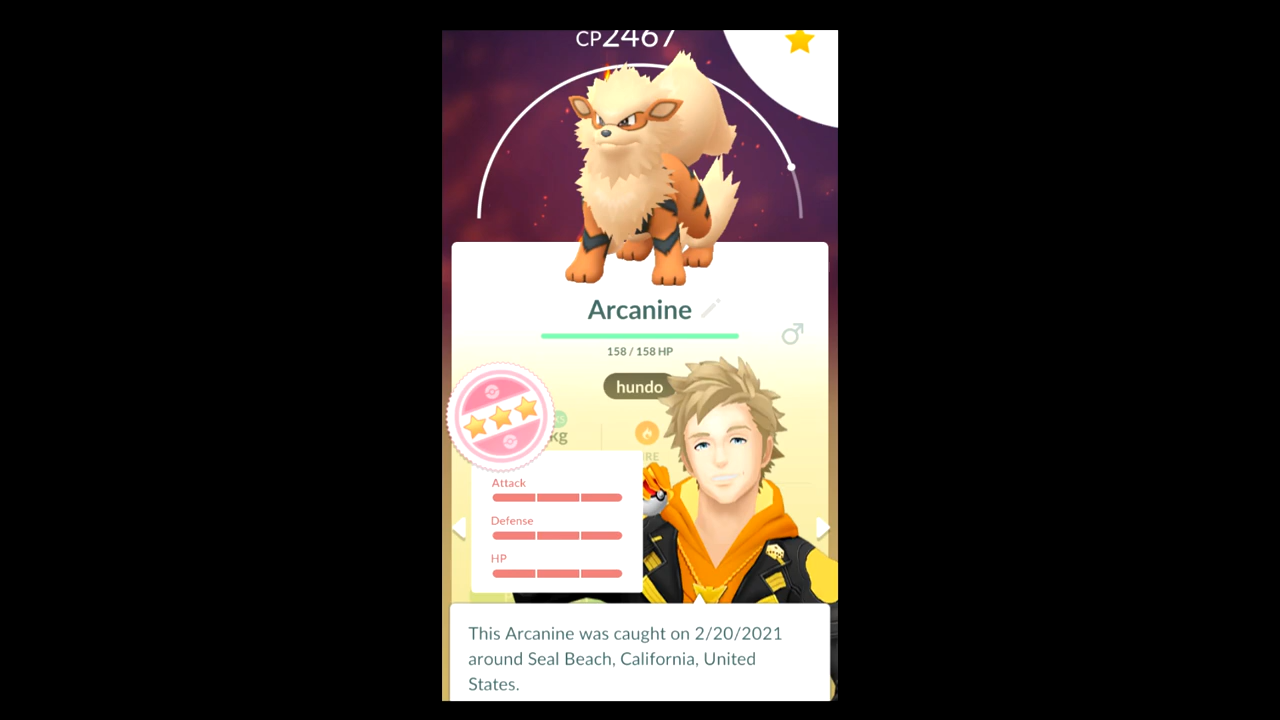 CP2467
Arcanine
158 / 158 HP
hundo
kg
Attack
Defense
HP
This Arcanine was caught on 2/20/2021
around Seal Beach, California, United
States.